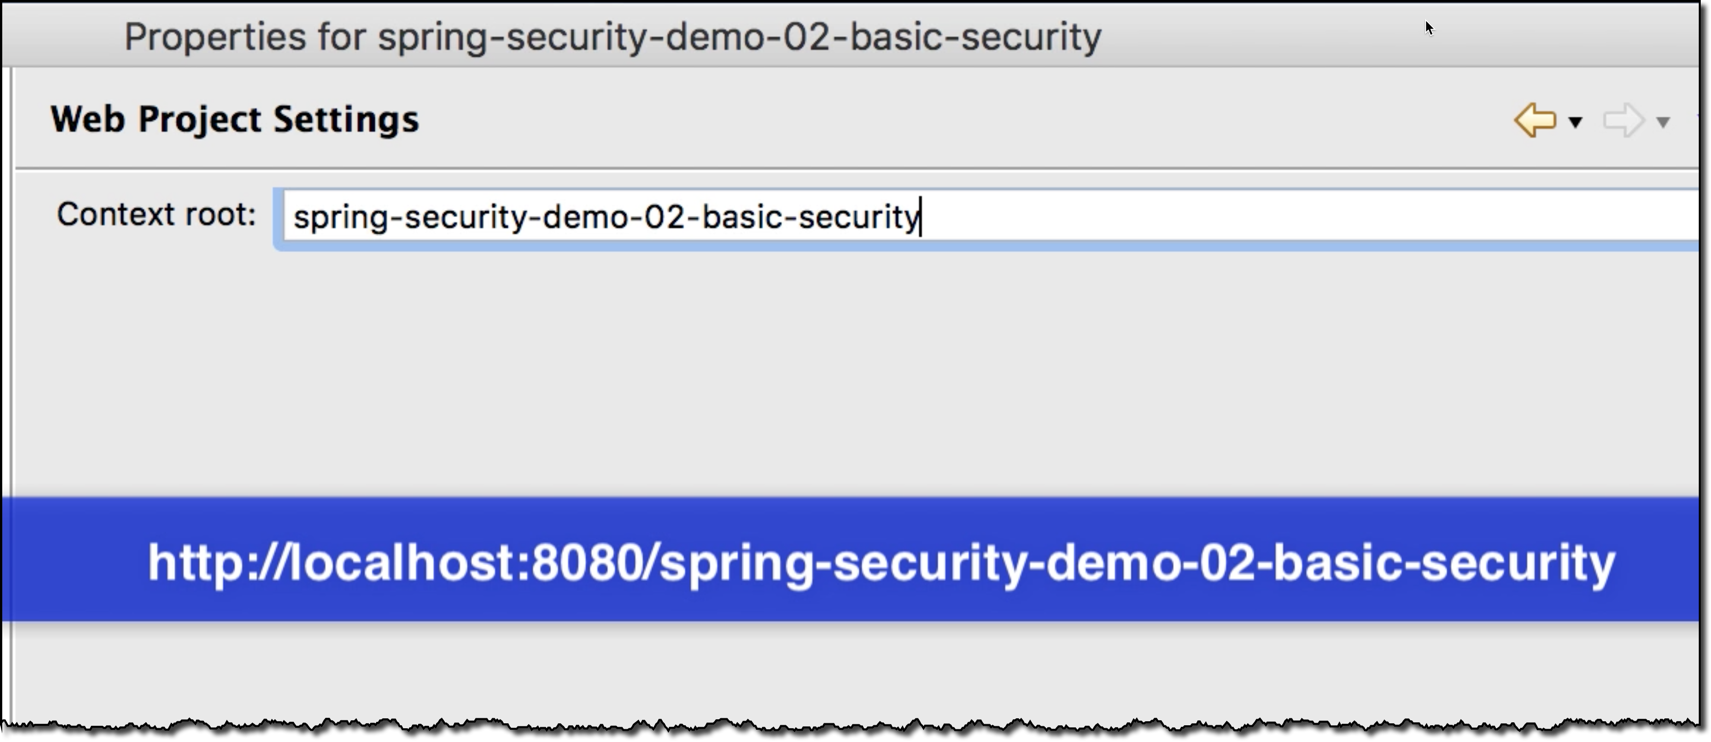 Properties for spring-security-demo-02-basic-security
Web Project Settings
Context root: spring-security-demo-02-basic-security
http://localhost:8080/spring-security-demo-02-basic-security